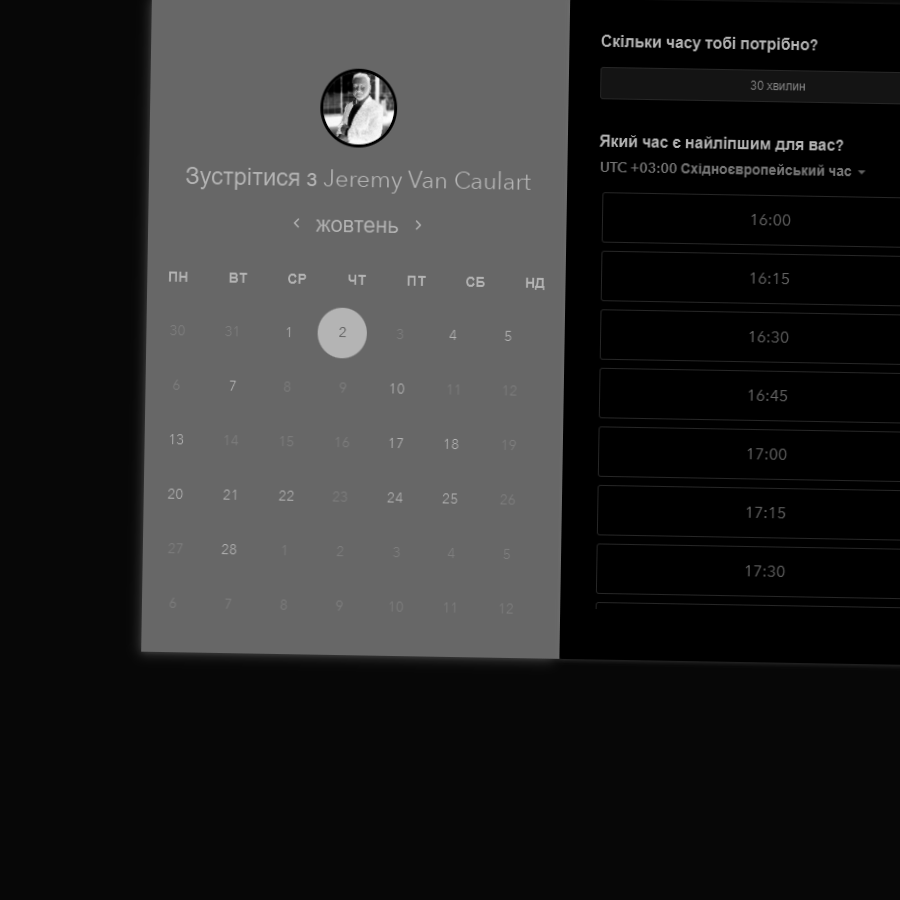 Зустрітися з Jeremy Van Caulart
жовтень
ПН ВТ СР ЧТ ПТ СБ НД
30 31 1 2 3 4 5
6 7 8 9 10 11 12
13 14 15 16 17 18 19
20 21 22 23 24 25 26
27 28 1 2 3 4 5
6 7 8 9 10 11 12
Скільки часу тобі потрібно?
30 хвилин
Який час є найліпшим для вас?
UTC +03:00 Східноєвропейський час
16:00
16:15
16:30
16:45
17:00
17:15
17:30